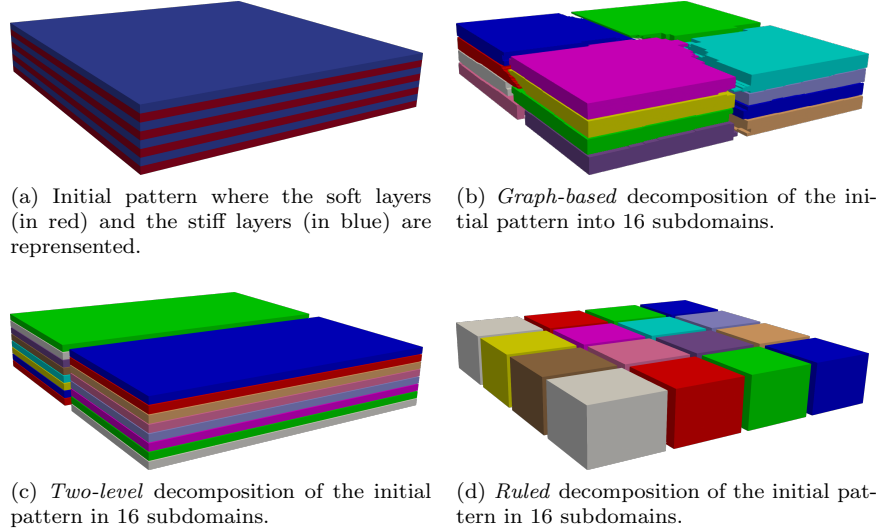 (a) Initial pattern where the soft layers
(in red) and the stiff layers (in blue) are
reprensented.
(b) Graph-based decomposition of the ini-
tial pattern into 16 subdomains.
(c) Two-level decomposition of the initial
pattern in 16 subdomains.
(d) Ruled decomposition of the initial pat-
tern in 16 subdomains.